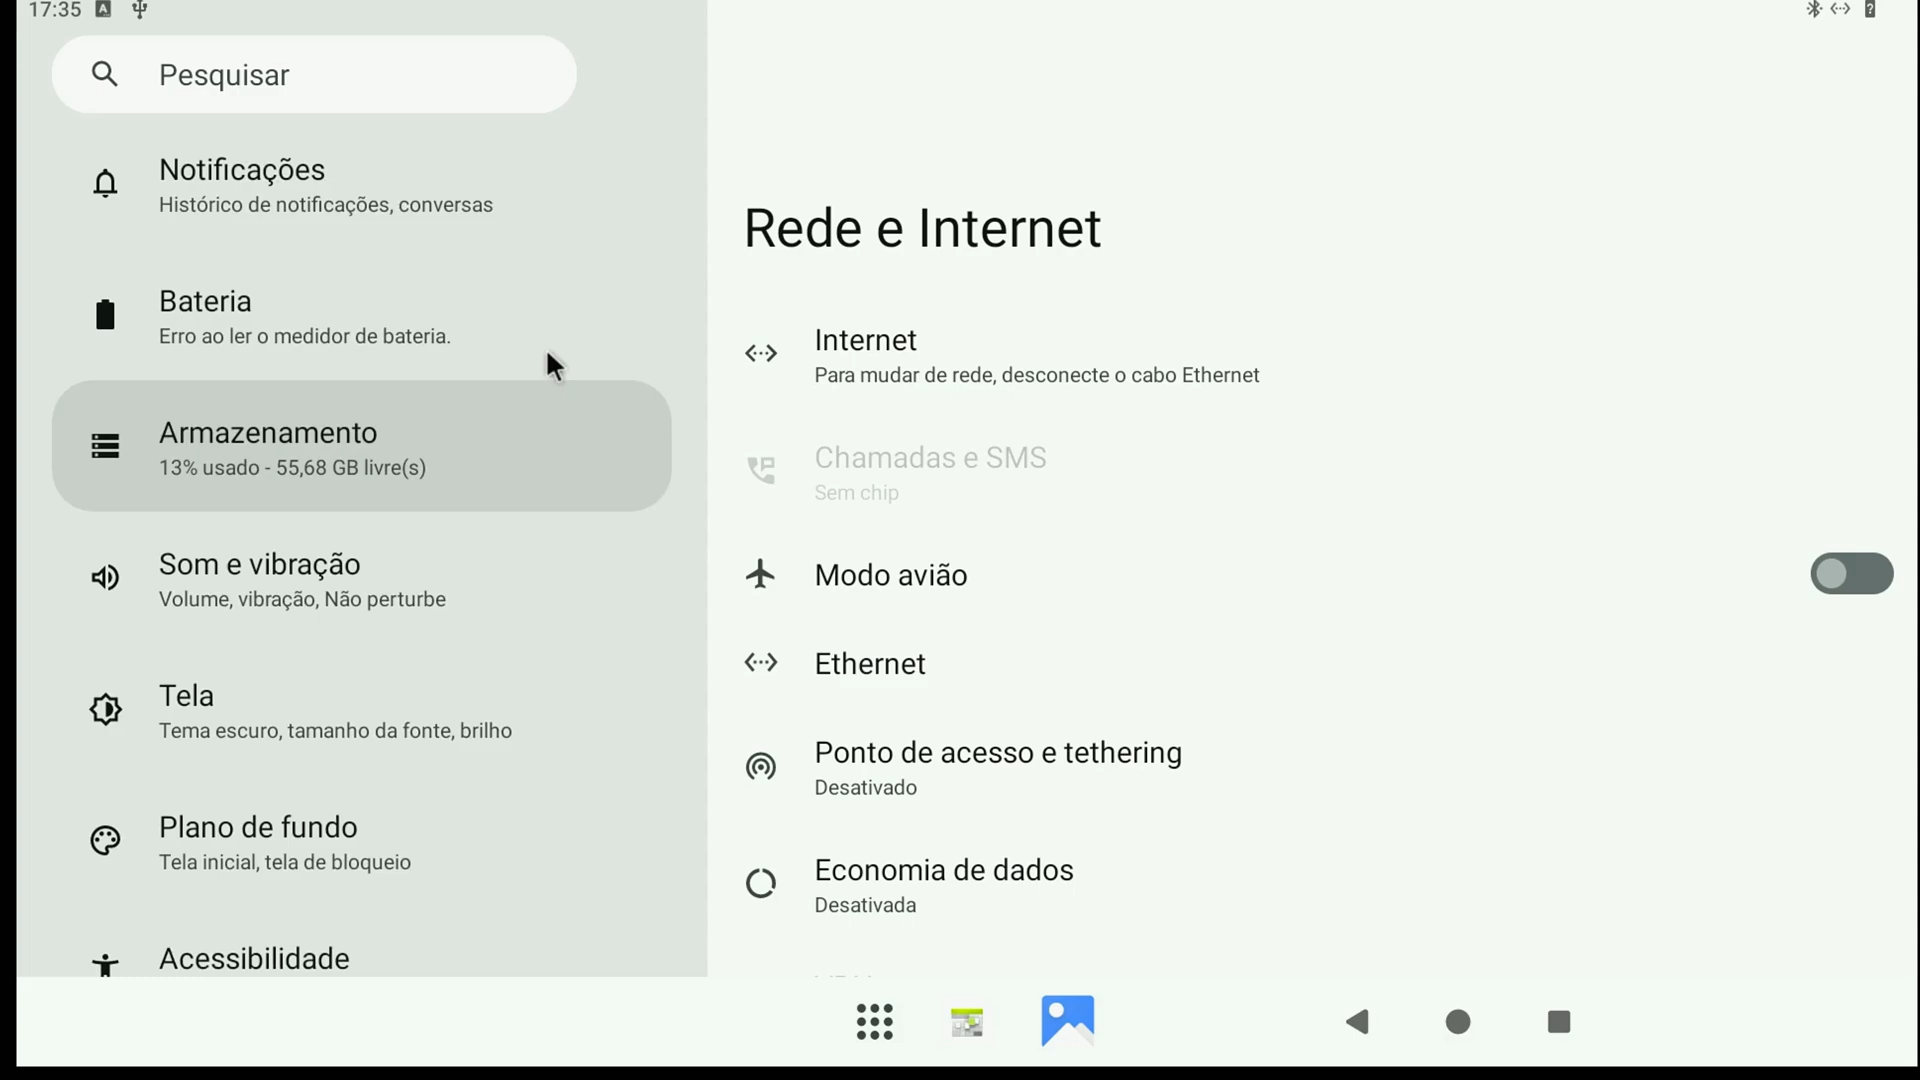 17:35
Pesquisar
Notificações
Histórico de notificações, conversas
Bateria
Erro ao ler o medidor de bateria.
Armazenamento
13% usado - 55,68 GB livre(s)
Som e vibração
Volume, vibração, Não perturbe
Tela
Tema escuro, tamanho da fonte, brilho
Plano de fundo
Tela inicial, tela de bloqueio
Acessibilidade
Rede e Internet
Internet
Para mudar de rede, desconecte o cabo Ethernet
Chamadas e SMS
Sem chip
Modo avião
Ethernet
Ponto de acesso e tethering
Desativado
Economia de dados
Desativada